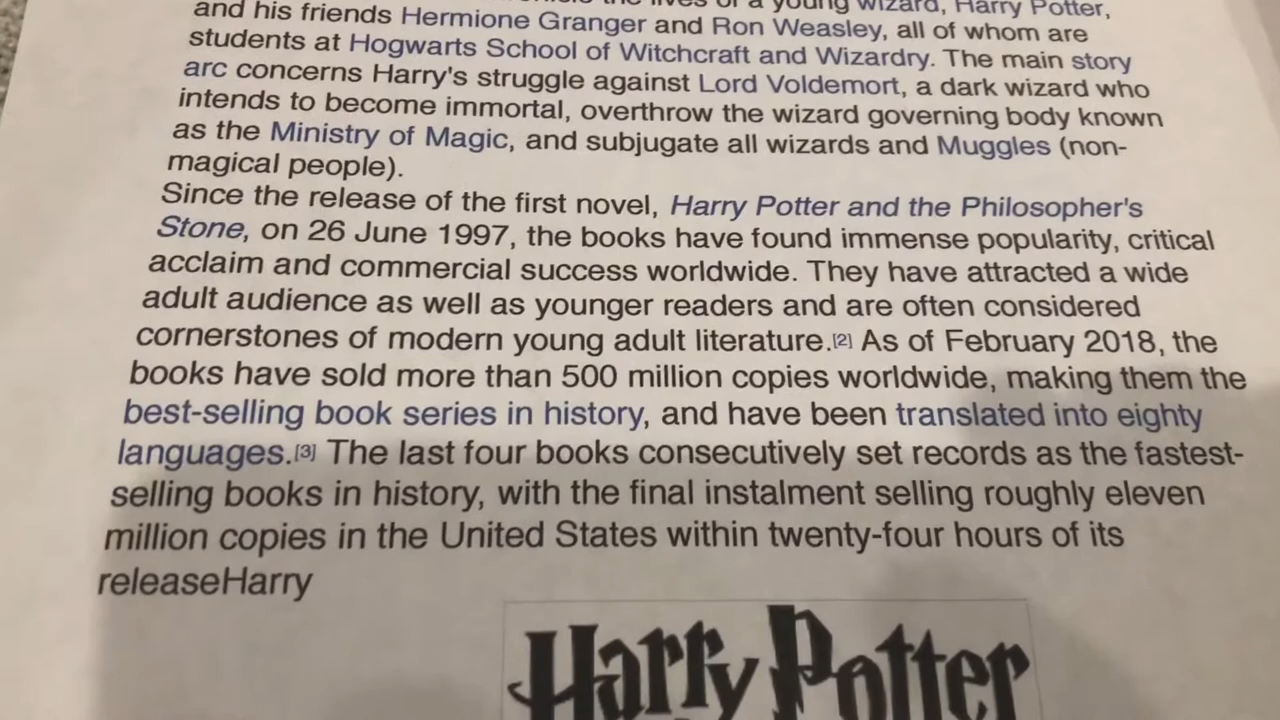 the lives of a young wizard, Harry Potter,
and his friends Hermione Granger and Ron Weasley, all of whom are
students at Hogwarts School of Witchcraft and Wizardry. The main story
arc concerns Harry's struggle against Lord Voldemort, a dark wizard who
intends to become immortal, overthrow the wizard governing body known
as the Ministry of Magic, and subjugate all wizards and Muggles (non-
magical people).
Since the release of the first novel, Harry Potter and the Philosopher's
Stone, on 26 June 1997, the books have found immense popularity, critical
acclaim and commercial success worldwide. They have attracted a wide
adult audience as well as younger readers and are often considered
cornerstones of modern young adult literature.[2] As of February 2018, the
books have sold more than 500 million copies worldwide, making them the
best-selling book series in history, and have been translated into eighty
languages.[3] The last four books consecutively set records as the fastest-
selling books in history, with the final instalment selling roughly eleven
million copies in the United States within twenty-four hours of its
releaseHarry
Harry Potter